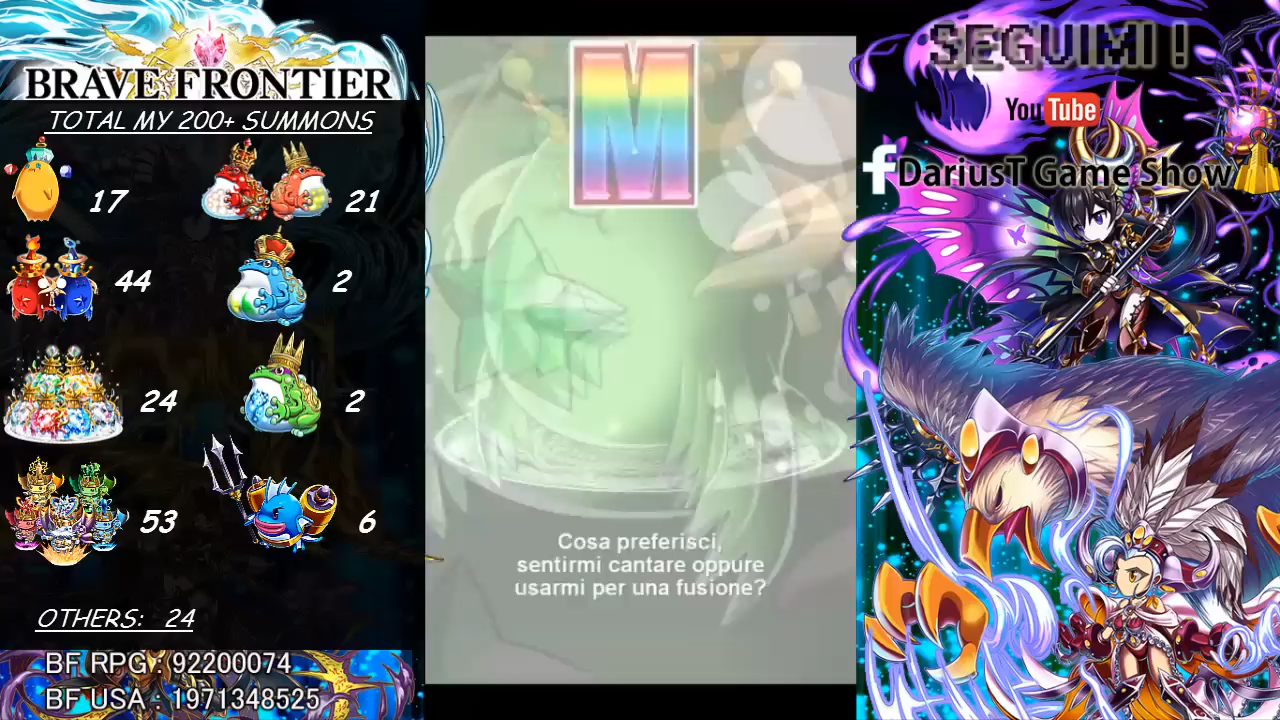 BRAVE FRONTIER
TOTAL MY 200+ SUMMONS
17
21
44
2
24
2
53
6
OTHERS: 24
BF RPG : 92200074
BF USA : 1971348525
M
Cosa preferisci,
sentirmi cantare oppure
usarmi per una fusione?
SEGUIMI !
YouTube
f DariusT Game Show